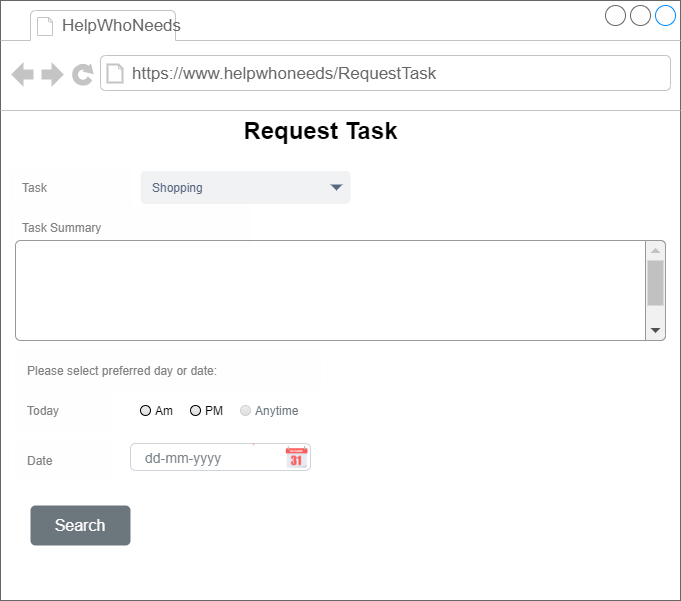 HelpWhoNeeds
https://www.helpwhoneeds/RequestTask
Request Task
Task Shopping
Task Summary
Please select preferred day or date:
Today Am PM Anytime
Date dd-mm-yyyy 31
Search